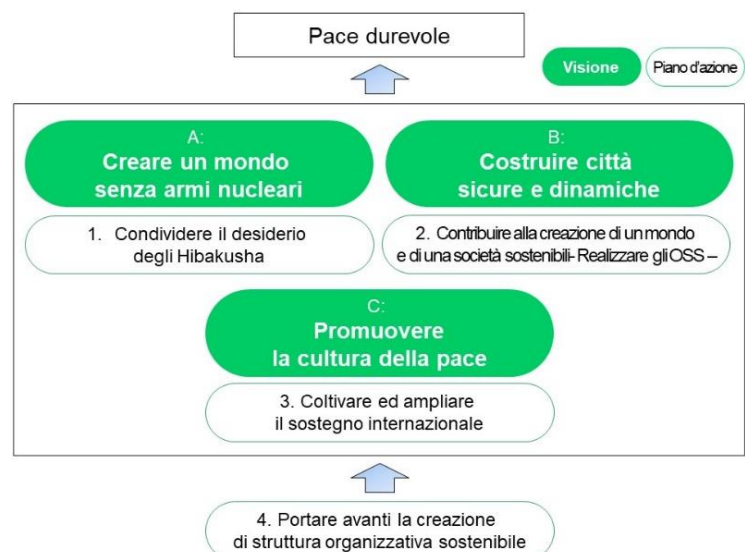 Pace durevole
Visione
Piano d'azione
A:
Creare un mondo
senza armi nucleari
B:
Costruire città
sicure e dinamiche
1. Condividere il desiderio
degli Hibakusha
2. Contribuire alla creazione di un mondo
e di una società sostenibili- Realizzare gli OSS –
C:
Promuovere
la cultura della pace
3. Coltivare ed ampliare
il sostegno internazionale
4. Portare avanti la creazione
di struttura organizzativa sostenibile